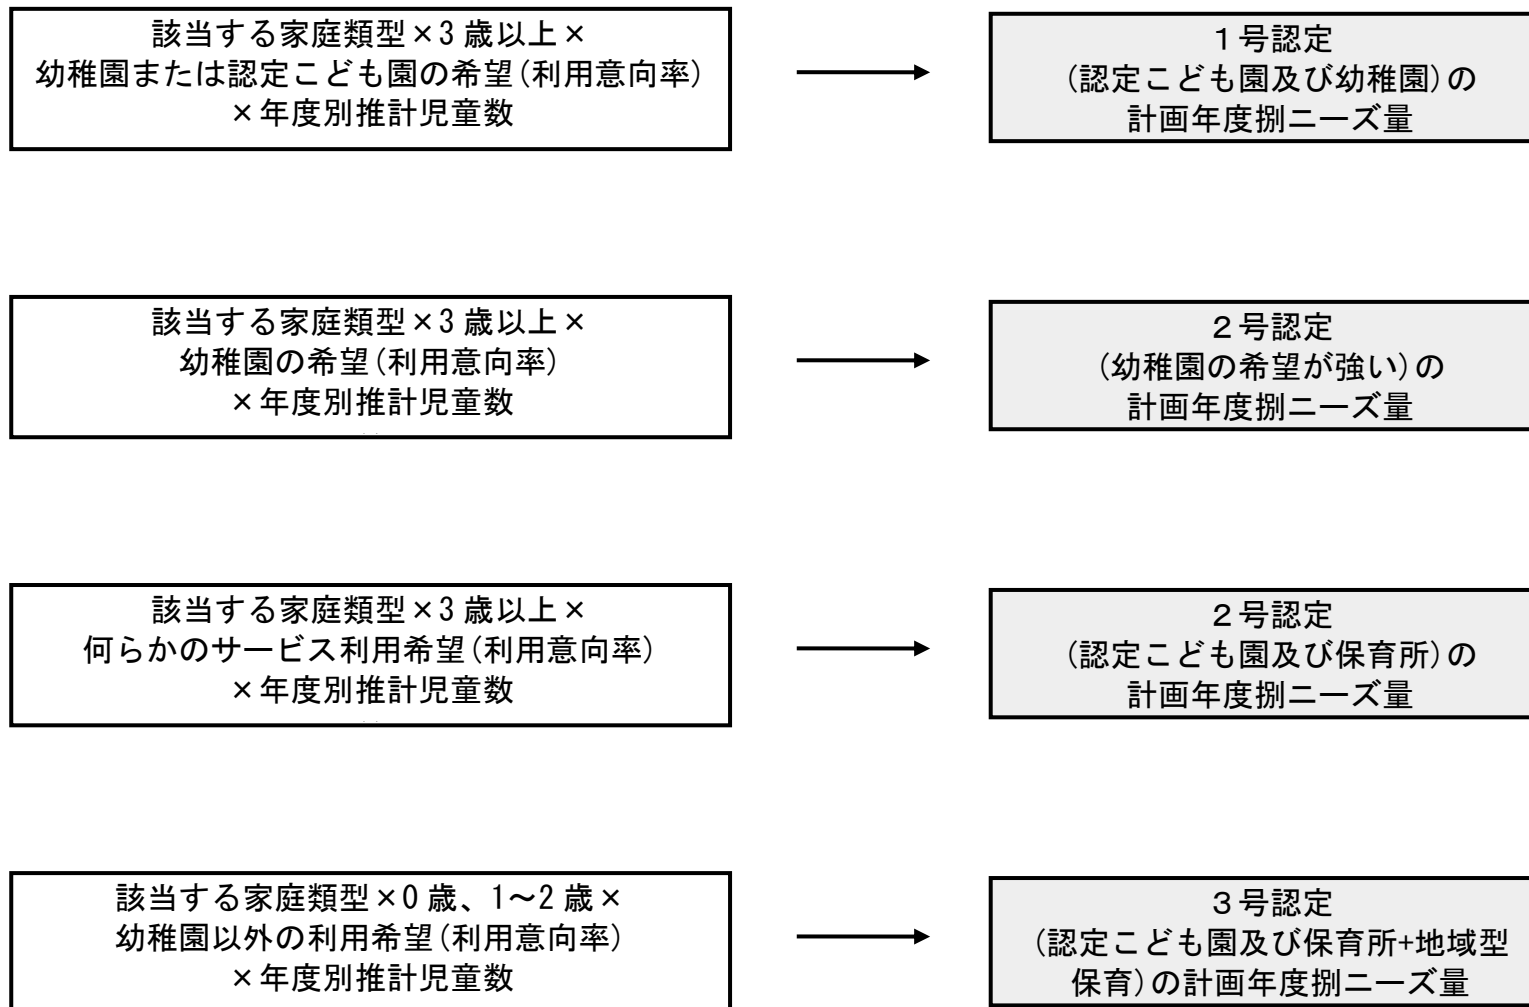 該当する家庭類型×3歳以上×
幼稚園または認定こども園の希望(利用意向率)
×年度別推計児童数
1号認定
(認定こども園及び幼稚園)の
計画年度捌ニーズ量
該当する家庭類型×3歳以上×
幼稚園の希望(利用意向率)
×年度別推計児童数
2号認定
(幼稚園の希望が強い)の
計画年度捌ニーズ量
該当する家庭類型×3歳以上×
何らかのサービス利用希望(利用意向率)
×年度別推計児童数
2号認定
(認定こども園及び保育所)の
計画年度捌ニーズ量
該当する家庭類型×0歳、1～2歳×
幼稚園以外の利用希望(利用意向率)
×年度別推計児童数
3号認定
(認定こども園及び保育所+地域型
保育)の計画年度捌ニーズ量